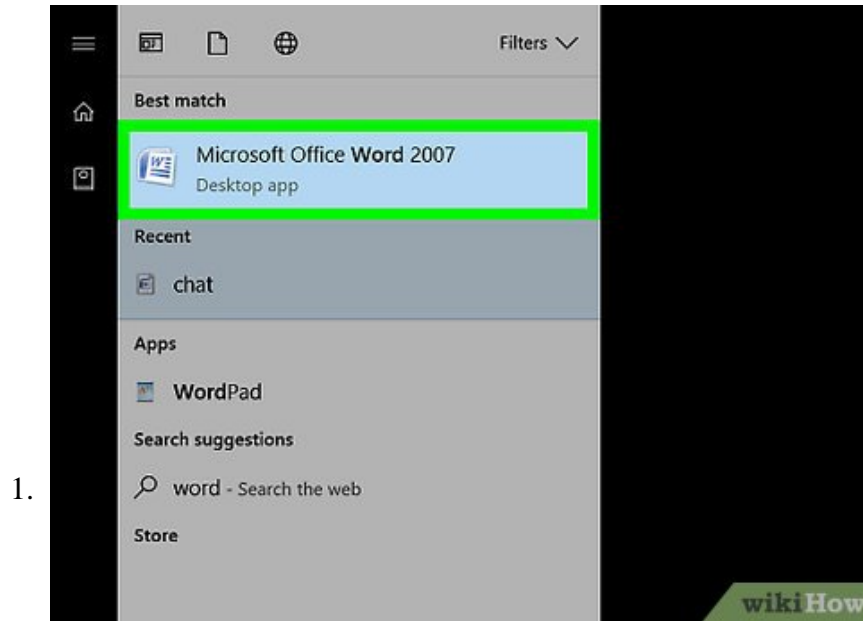 Filters
Best match
Microsoft Office Word 2007
Desktop app
Recent
chat
Apps
WordPad
Search suggestions
1.
word - Search the web
Store
wikiHow